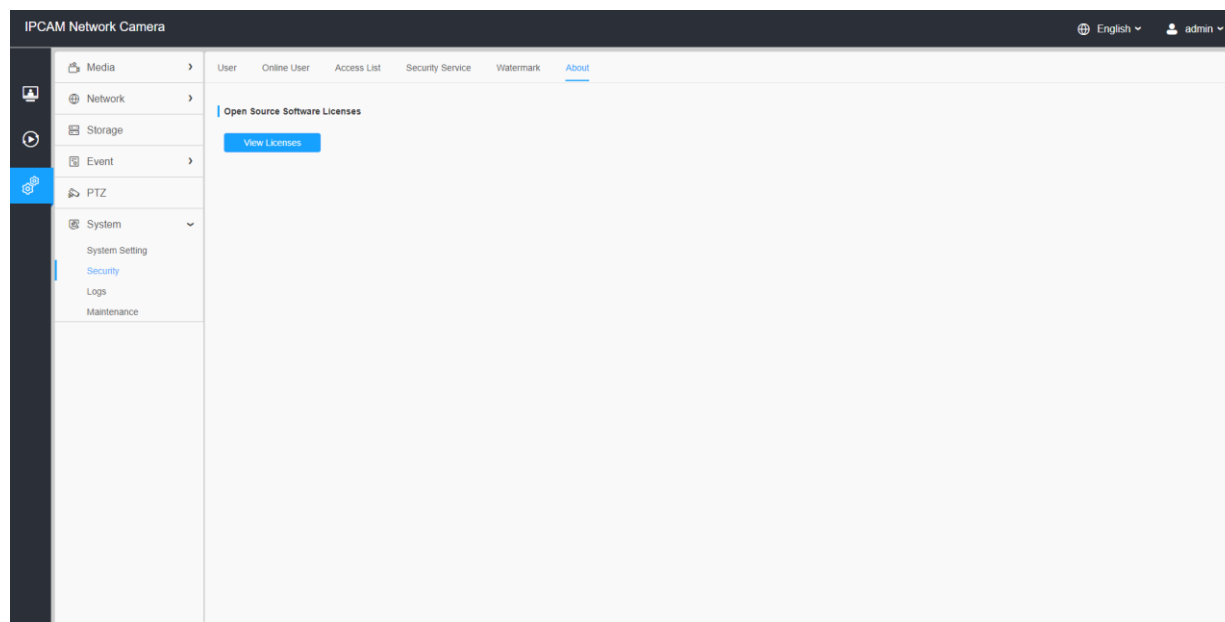 IPCAM Network Camera
English
admin
Media
Network
Storage
Event
PTZ
System
System Setting
Security
Logs
Maintenance
User Online User Access List Security Service Watermark About
Open Source Software Licenses
View Licenses